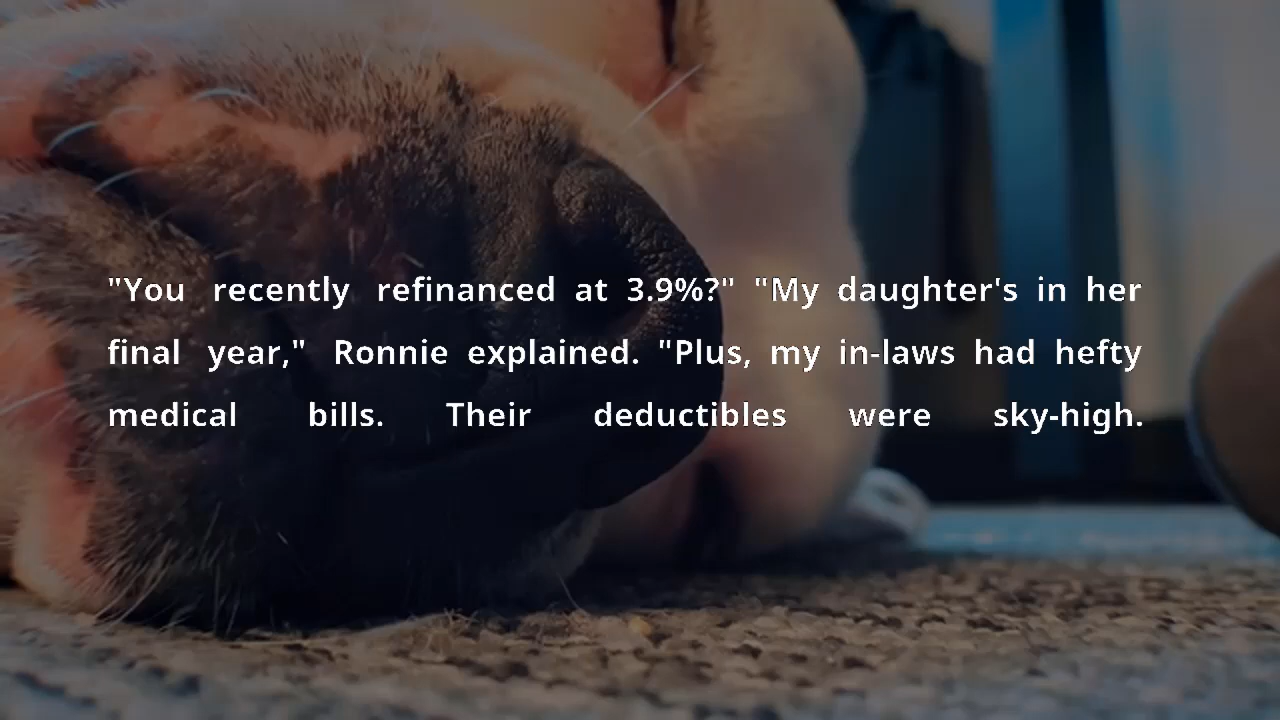 "You recently refinanced at 3.9%?" "My daughter's in her
final year," Ronnie explained. "Plus, my in-laws had hefty
medical bills. Their deductibles were sky-high.